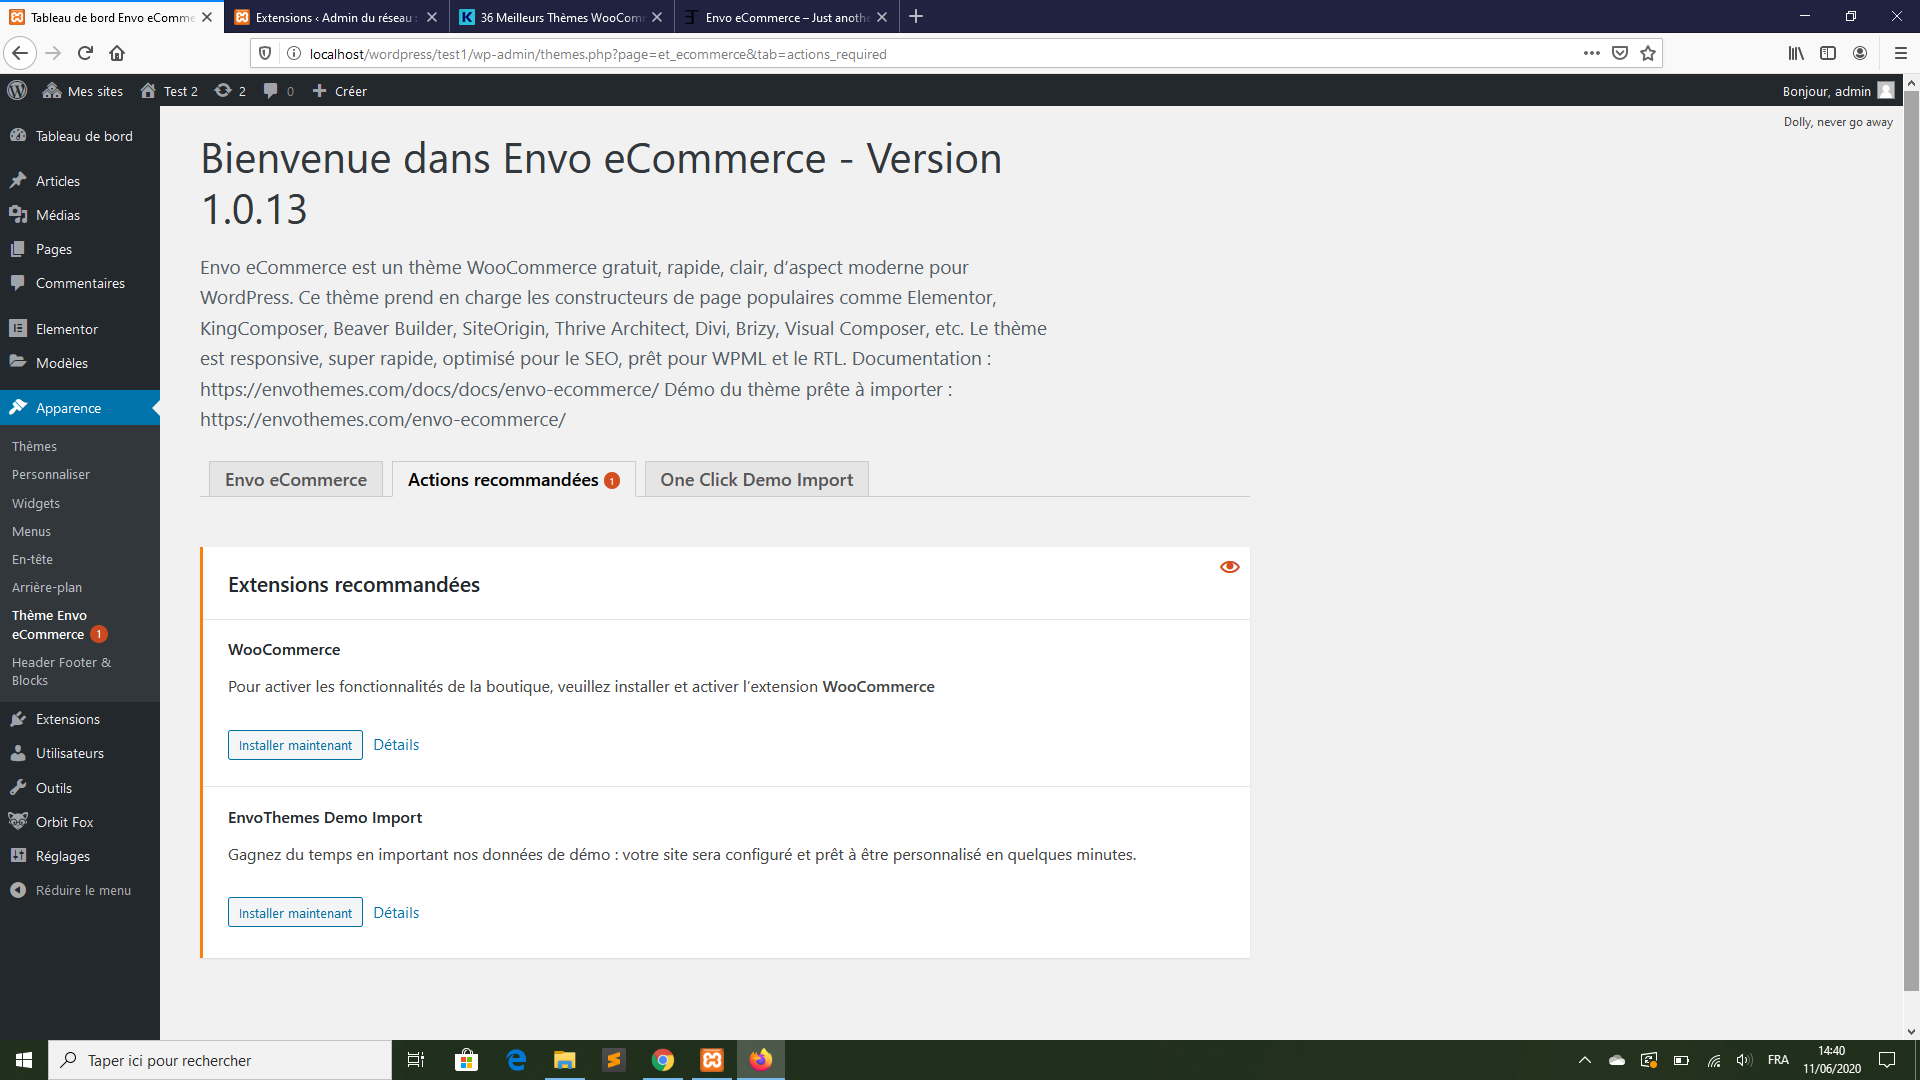 Tableau de bord Envo eComme
Extensions ‹ Admin du réseau :
36 Meilleurs Thèmes WooComm
Envo eCommerce – Just anothe
localhost/wordpress/test1/wp-admin/themes.php?page=et_ecommerce&tab=actions_required
Mes sites
Test 2
2
0
Créer
Bonjour, admin
Dolly, never go away
Tableau de bord
Articles
Médias
Pages
Commentaires
Elementor
Modèles
Apparence
Thèmes
Personnaliser
Widgets
Menus
En-tête
Arrière-plan
Thème Envo
eCommerce 1
Header Footer &
Blocks
Extensions
Utilisateurs
Outils
Orbit Fox
Réglages
Réduire le menu
Bienvenue dans Envo eCommerce - Version
1.0.13
Envo eCommerce est un thème WooCommerce gratuit, rapide, clair, d’aspect moderne pour
WordPress. Ce thème prend en charge les constructeurs de page populaires comme Elementor,
KingComposer, Beaver Builder, SiteOrigin, Thrive Architect, Divi, Brizy, Visual Composer, etc. Le thème
est responsive, super rapide, optimisé pour le SEO, prêt pour WPML et le RTL. Documentation :
https://envothemes.com/docs/docs/envo-ecommerce/ Démo du thème prête à importer :
https://envothemes.com/envo-ecommerce/
Envo eCommerce
Actions recommandées 1
One Click Demo Import
Extensions recommandées
WooCommerce
Pour activer les fonctionnalités de la boutique, veuillez installer et activer l’extension WooCommerce
Installer maintenant
Détails
EnvoThemes Demo Import
Gagnez du temps en important nos données de démo : votre site sera configuré et prêt à être personnalisé en quelques minutes.
Installer maintenant
Détails
Taper ici pour rechercher
FRA
14:40
11/06/2020